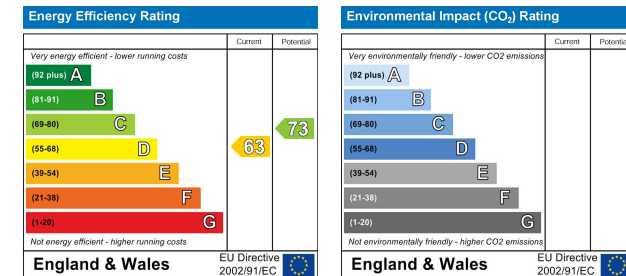 Energy Efficiency Rating
Current Potential
Very energy efficient - lower running costs
(92 plus) A
(81-91) B
(69-80) C
(55-68) D
(39-54) E
(21-38) F
(1-20) G
63
73
Not energy efficient - higher running costs
England & Wales
EU Directive
2002/91/EC
Environmental Impact (CO2) Rating
Current Potential
Very environmentally friendly - lower CO2 emissions
(92 plus) A
(81-91) B
(69-80) C
(55-68) D
(39-54) E
(21-38) F
(1-20) G
Not environmentally friendly - higher CO2 emissions
England & Wales
EU Directive
2002/91/EC